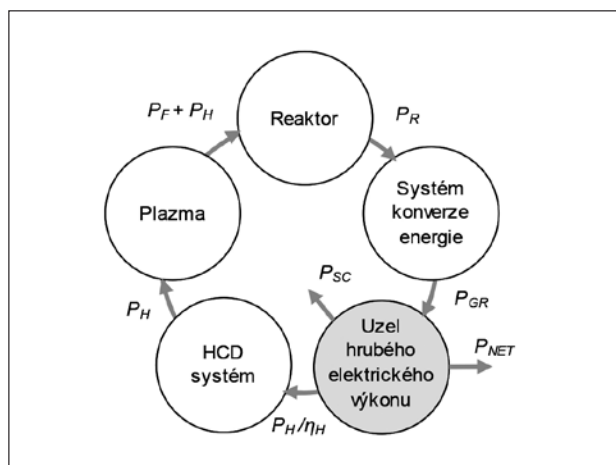 Reaktor
P_F + P_H
P_R
Plazma
Systém
konverze
energie
P_SC
P_GR
P_H
HCD
systém
Uzel
hrubého
elektrického
výkonu
P_NET
P_H/η_H